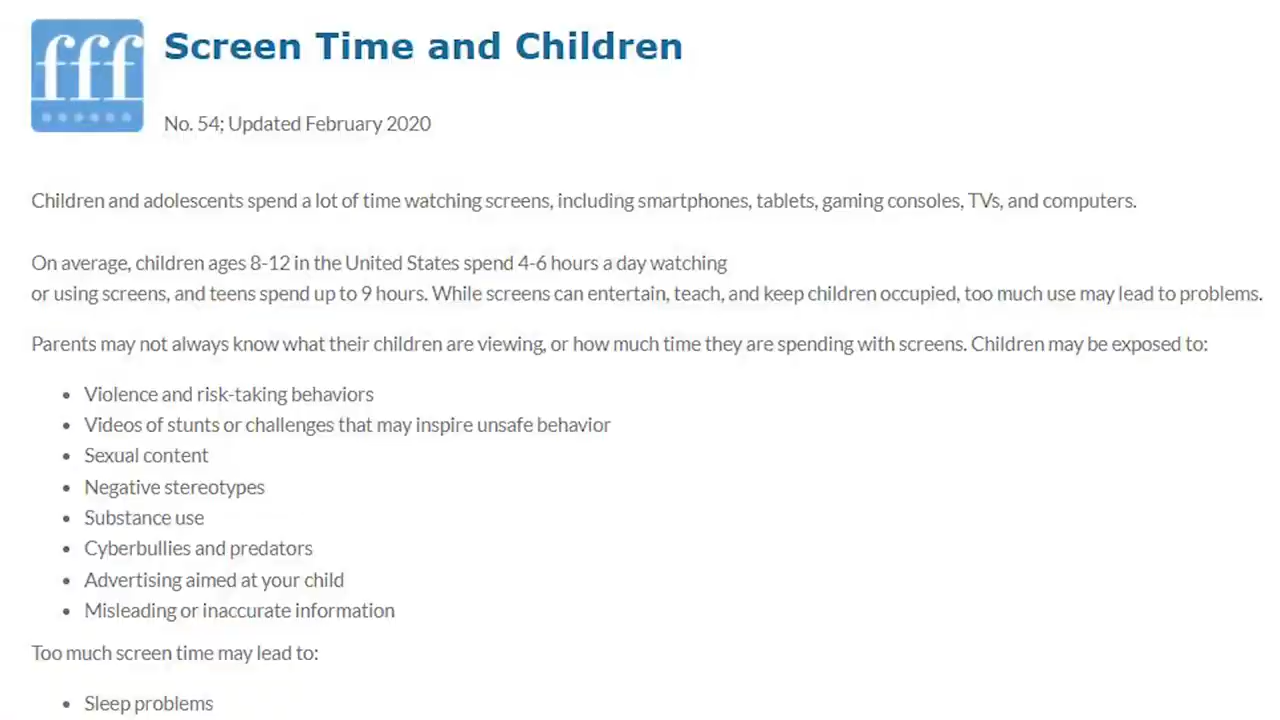 fff
Screen Time and Children
No. 54; Updated February 2020
Children and adolescents spend a lot of time watching screens, including smartphones, tablets, gaming consoles, TVs, and computers.
On average, children ages 8-12 in the United States spend 4-6 hours a day watching
or using screens, and teens spend up to 9 hours. While screens can entertain, teach, and keep children occupied, too much use may lead to problems.
Parents may not always know what their children are viewing, or how much time they are spending with screens. Children may be exposed to:
• Violence and risk-taking behaviors
• Videos of stunts or challenges that may inspire unsafe behavior
• Sexual content
• Negative stereotypes
• Substance use
• Cyberbullies and predators
• Advertising aimed at your child
• Misleading or inaccurate information
Too much screen time may lead to:
• Sleep problems